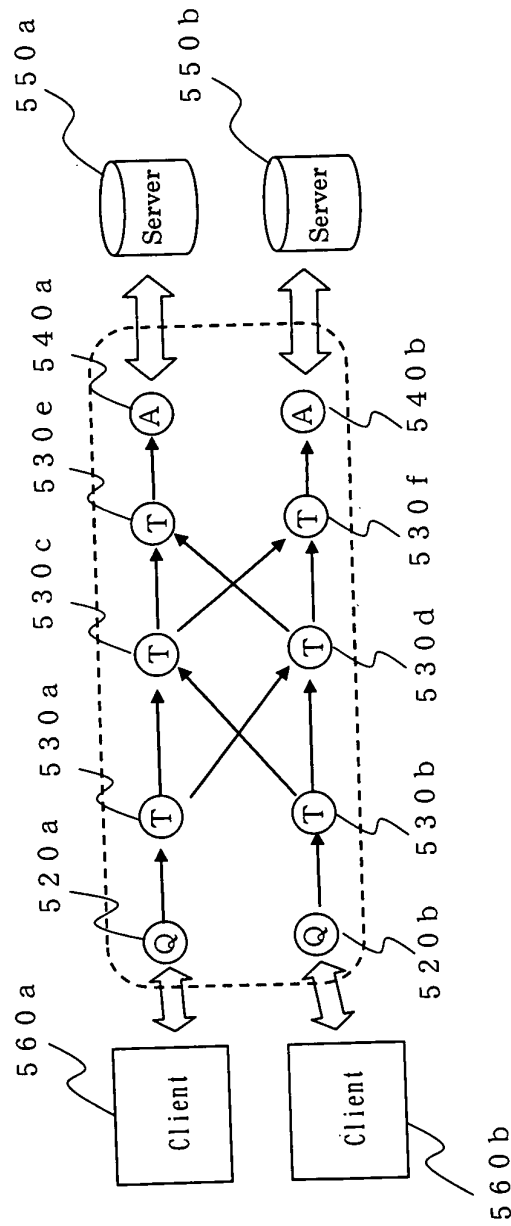 560a
520a
530a
530c
530e
540a
550a
Client
Q
T
T
T
A
Server
Client
Q
T
T
T
A
Server
560b
520b
530b
530d
530f
540b
550b